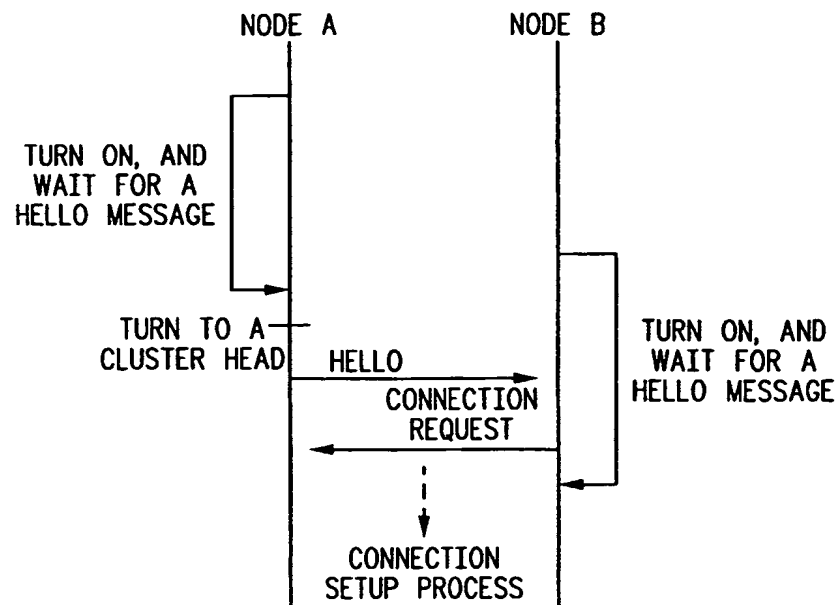 NODE A
NODE B
TURN ON, AND
WAIT FOR A
HELLO MESSAGE
TURN TO A
CLUSTER HEAD
HELLO
CONNECTION
REQUEST
TURN ON, AND
WAIT FOR A
HELLO MESSAGE
CONNECTION
SETUP PROCESS